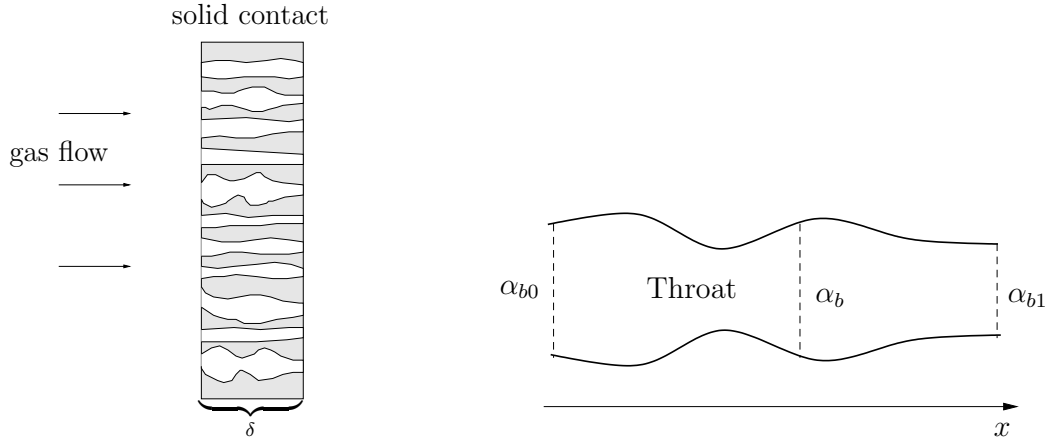 solid contact
gas flow
δ
α_{b0}
Throat
α_b
α_{b1}
x